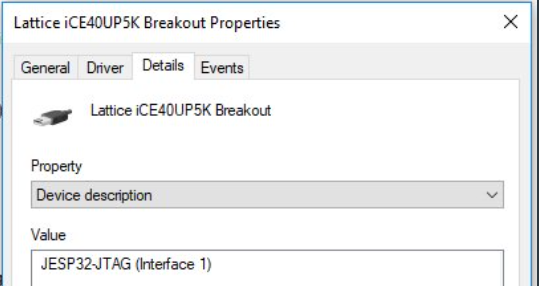 Lattice iCE40UP5K Breakout Properties
General Driver Details Events
Lattice iCE40UP5K Breakout
Property
Device description
Value
JESP32-JTAG (Interface 1)